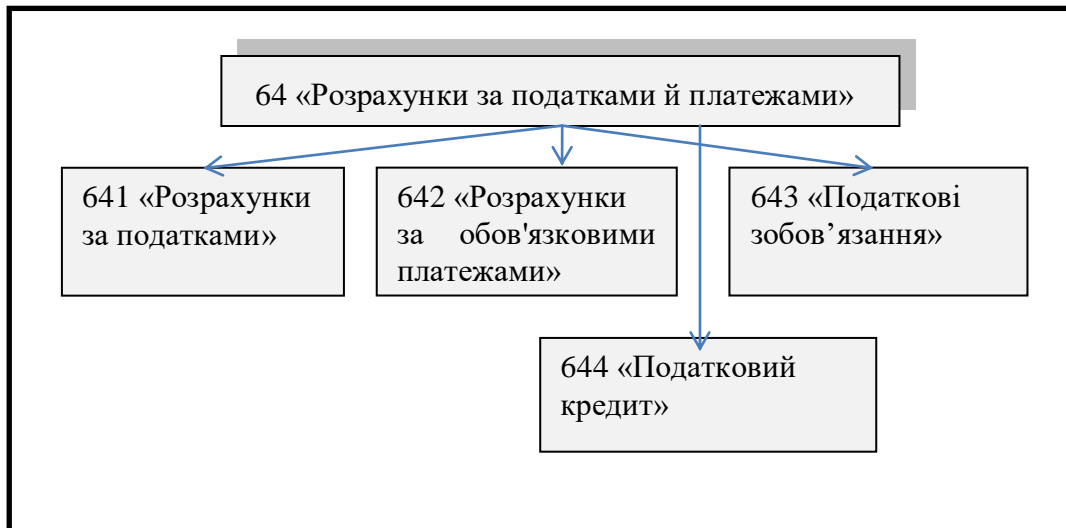 64 «Розрахунки за податками й платежами»
641 «Розрахунки
за податками»
642 «Розрахунки
за обов'язковими
платежами»
643 «Податкові
зобов’язання»
644 «Податковий
кредит»